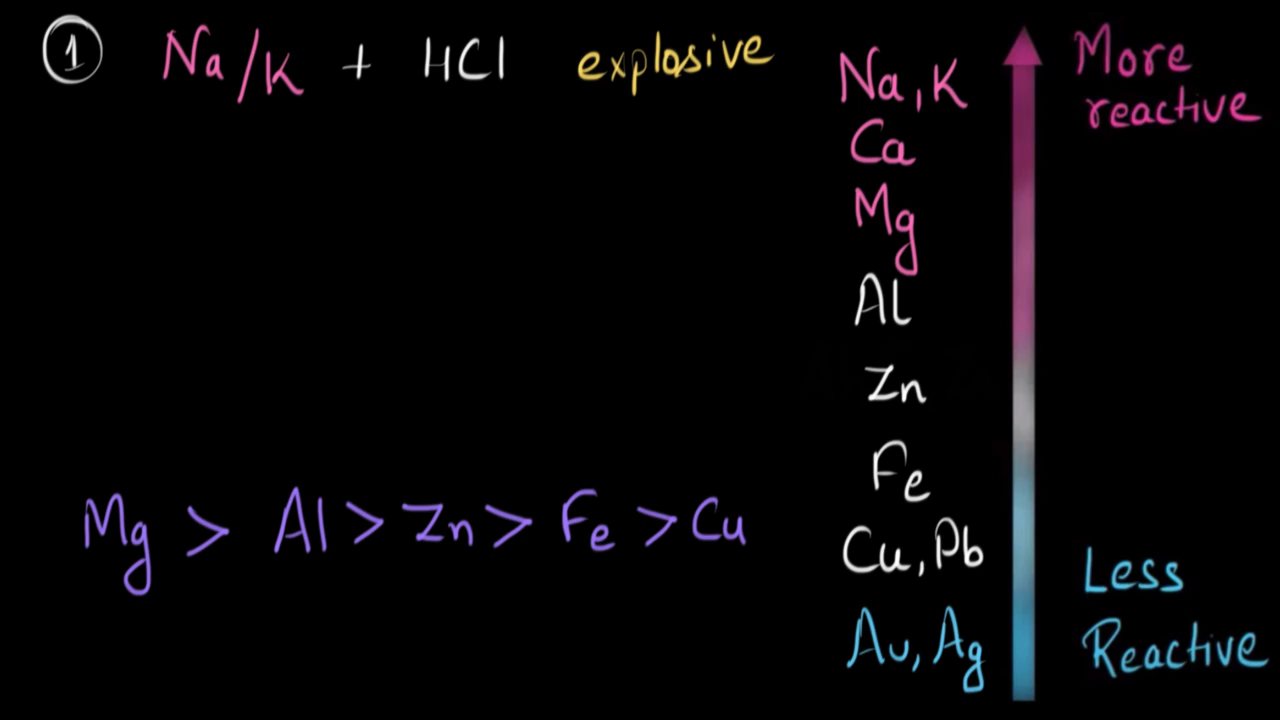 ① Na/K + HCl explosive
Na, K
Ca
Mg
Al
Zn
Fe
Cu, Pb
Au, Ag
More
reactive
Less
Reactive
Mg > Al > Zn > Fe > Cu